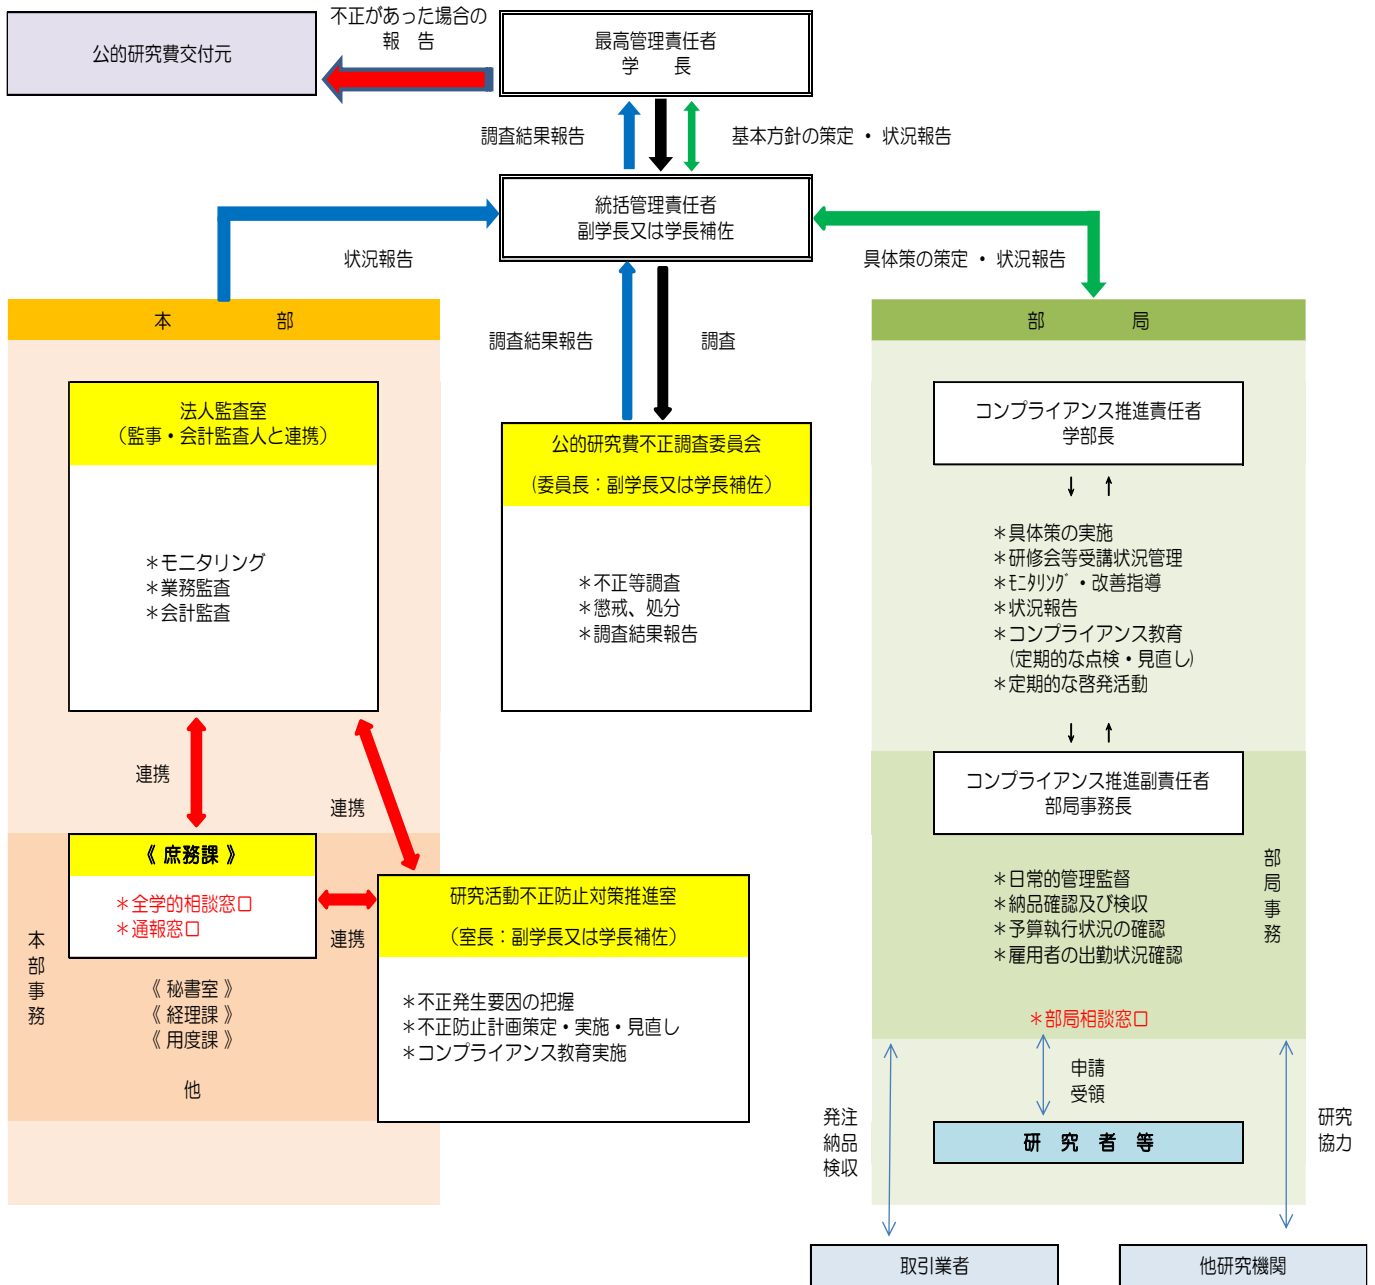 公的研究費交付元
不正があった場合の
報　告
最高管理責任者
学　　長
調査結果報告
基本方針の策定 ・ 状況報告
統括管理責任者
副学長又は学長補佐
状況報告
具体策の策定 ・ 状況報告
本　　　　　　部
調査結果報告
調査
部　　　　　局
法人監査室
（監事・会計監査人と連携）
＊モニタリング
＊業務監査
＊会計監査
公的研究費不正調査委員会
(委員長：副学長又は学長補佐）
＊不正等調査
＊懲戒、処分
＊調査結果報告
コンプライアンス推進責任者
学部長
↓　↑
＊具体策の実施
＊研修会等受講状況管理
＊ﾓﾆﾀﾘﾝｸﾞ・改善指導
＊状況報告
＊コンプライアンス教育
(定期的な点検・見直し)
＊定期的な啓発活動
↓　↑
連携
連携
コンプライアンス推進副責任者
部局事務長
＊日常的管理監督
＊納品確認及び検収
＊予算執行状況の確認
＊雇用者の出勤状況確認
部局事務
＊部局相談窓口
本部事務
《 庶務課 》
＊全学的相談窓口
＊通報窓口
連携
《 秘書室 》
《 経理課 》
《 用度課 》
他
研究活動不正防止対策推進室
（室長：副学長又は学長補佐）
＊不正発生要因の把握
＊不正防止計画策定・実施・見直し
＊コンプライアンス教育実施
申請
受領
発注
納品
検収
研　究　者　等
研究
協力
取引業者
他研究機関